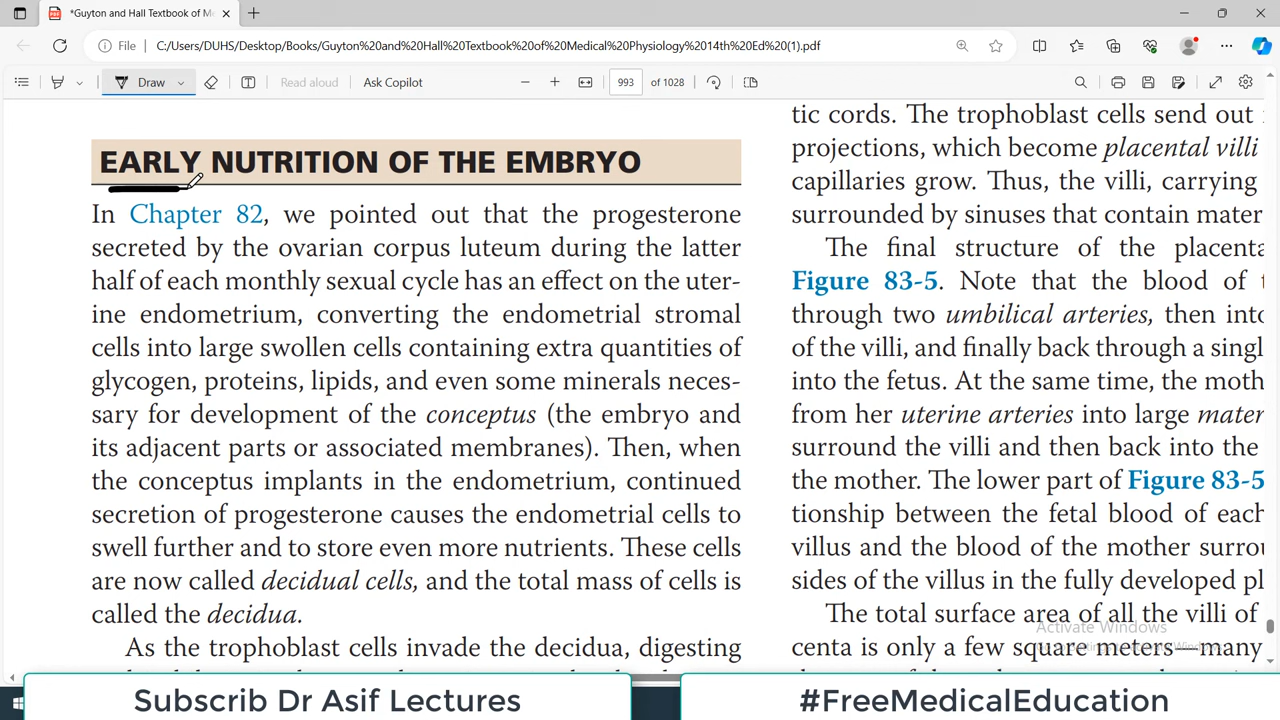 *Guyton and Hall Textbook of Me
File
C:/Users/DUHS/Desktop/Books/Guyton%20and%20Hall%20Textbook%20of%20Medical%20Physiology%2014th%20Ed%20(1).pdf
Draw
Read aloud
Ask Copilot
993
of 1028
EARLY NUTRITION OF THE EMBRYO
In Chapter 82, we pointed out that the progesterone
secreted by the ovarian corpus luteum during the latter
half of each monthly sexual cycle has an effect on the uter-
ine endometrium, converting the endometrial stromal
cells into large swollen cells containing extra quantities of
glycogen, proteins, lipids, and even some minerals neces-
sary for development of the conceptus (the embryo and
its adjacent parts or associated membranes). Then, when
the conceptus implants in the endometrium, continued
secretion of progesterone causes the endometrial cells to
swell further and to store even more nutrients. These cells
are now called decidual cells, and the total mass of cells is
called the decidua.
As the trophoblast cells invade the decidua, digesting
tic cords. The trophoblast cells send out
projections, which become placental villi
capillaries grow. Thus, the villi, carrying
surrounded by sinuses that contain mater
The final structure of the placenta
Figure 83-5. Note that the blood of
through two umbilical arteries, then into
of the villi, and finally back through a singl
into the fetus. At the same time, the moth
from her uterine arteries into large mater
surround the villi and then back into the
the mother. The lower part of Figure 83-5
tionship between the fetal blood of each
villus and the blood of the mother surrou
sides of the villus in the fully developed pl
The total surface area of all the villi of
centa is only a few square meters—many
Activate Windows
Subscrib Dr Asif Lectures
#FreeMedicalEducation